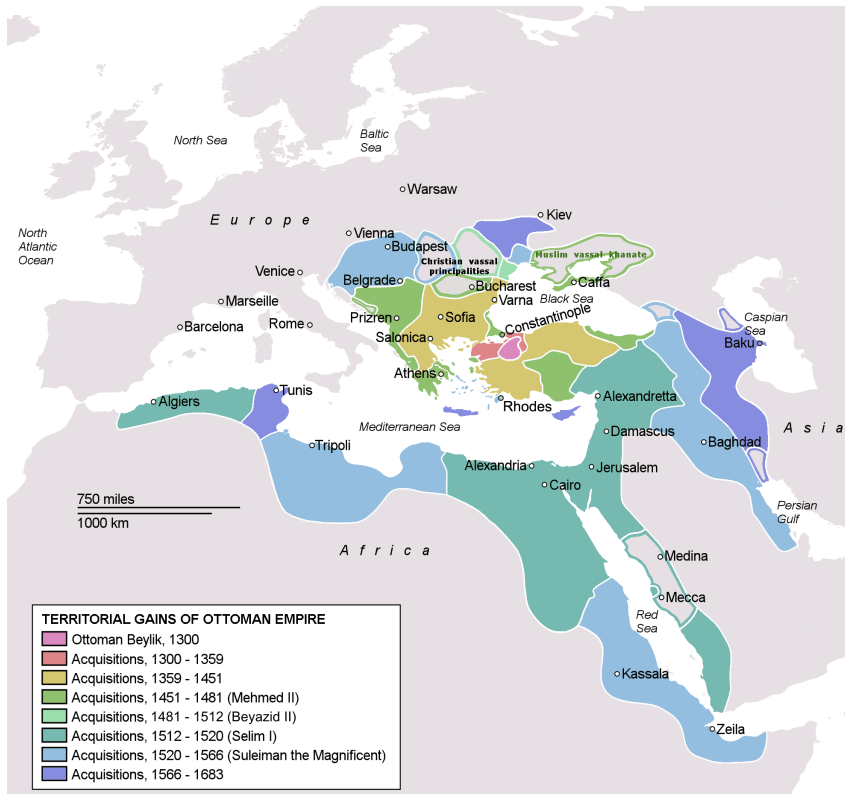 North Sea
Baltic
Sea
Warsaw
E u r o p e
Kiev
North
Atlantic
Ocean
Vienna
Budapest
Muslim vassal khanate
Christian vassal
principalities
Venice
Belgrade
Bucharest
Caffa
Marseille
Varna
Black Sea
Barcelona
Rome
Prizren
Sofia
Constantinople
Caspian
Sea
Salonica
Baku
Athens
Tunis
Algiers
Rhodes
Alexandretta
Mediterranean Sea
Damascus
A s i a
Tripoli
Baghdad
Alexandria
Jerusalem
Cairo
750 miles
1000 km
Persian
Gulf
A f r i c a
Medina
Mecca
Red
Sea
Kassala
Zeila
TERRITORIAL GAINS OF OTTOMAN EMPIRE
Ottoman Beylik, 1300
Acquisitions, 1300 - 1359
Acquisitions, 1359 - 1451
Acquisitions, 1451 - 1481 (Mehmed II)
Acquisitions, 1481 - 1512 (Beyazid II)
Acquisitions, 1512 - 1520 (Selim I)
Acquisitions, 1520 - 1566 (Suleiman the Magnificent)
Acquisitions, 1566 - 1683